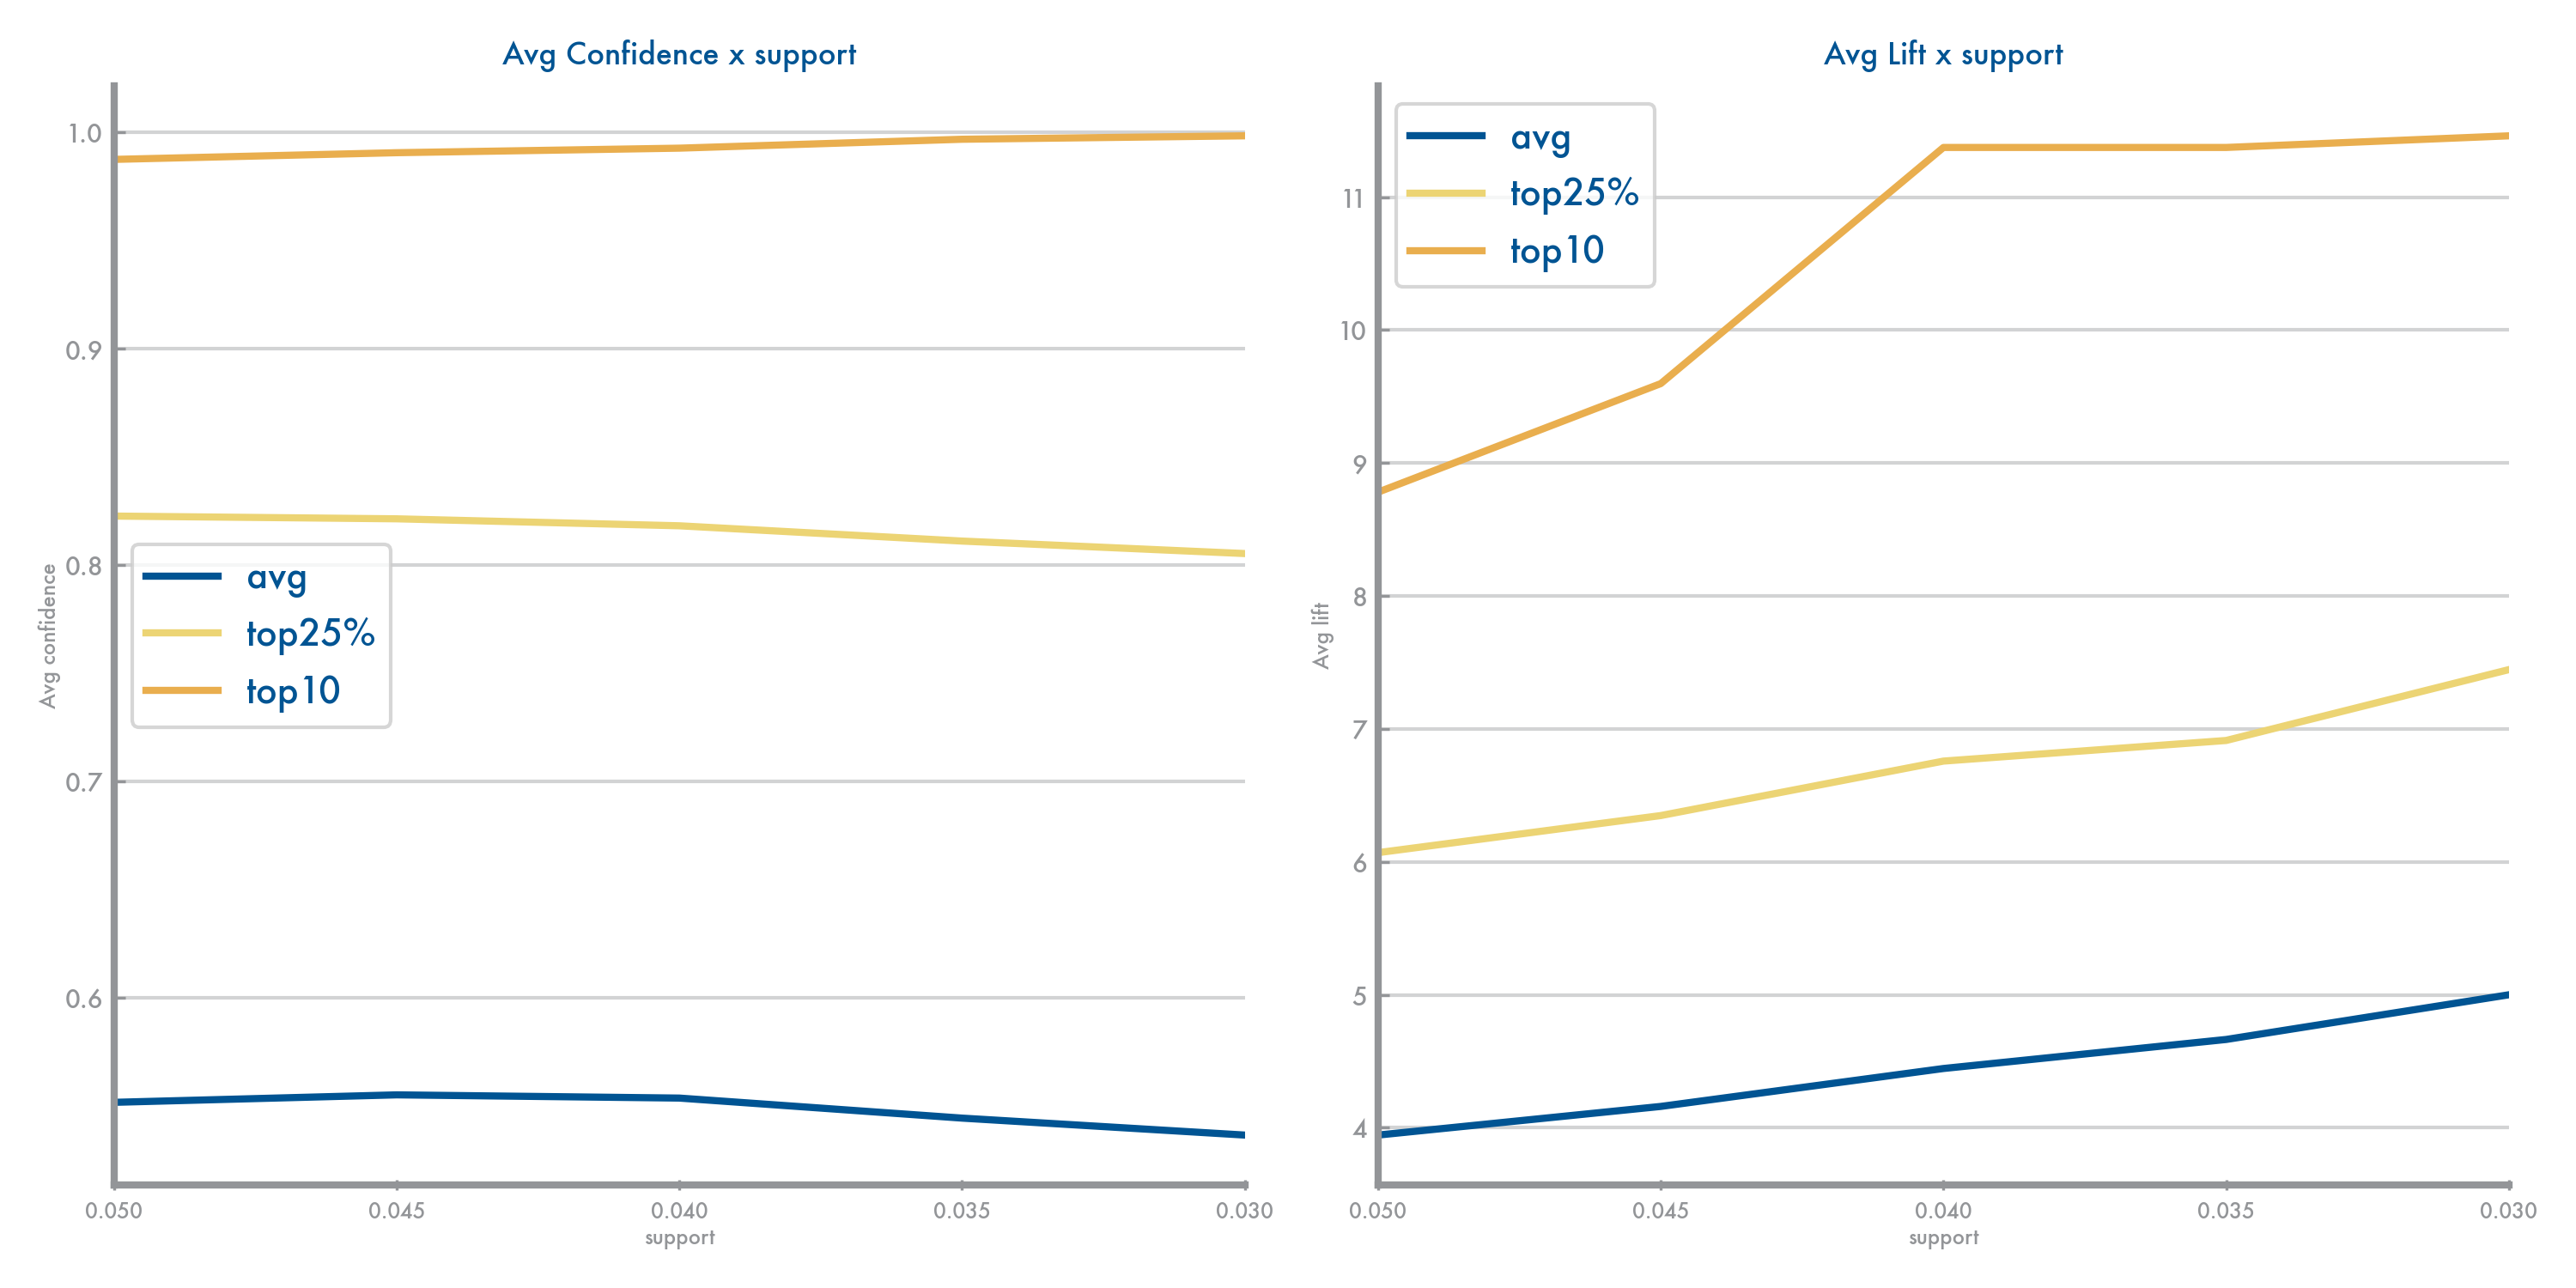 Avg Confidence x support
1.0
0.9
0.8
0.7
0.6
Avg confidence
avg
top25%
top10
0.050 0.045 0.040 0.035 0.030
support
Avg Lift x support
avg
top25%
top10
11
10
9
8
7
6
5
4
Avg lift
0.050 0.045 0.040 0.035 0.030
support